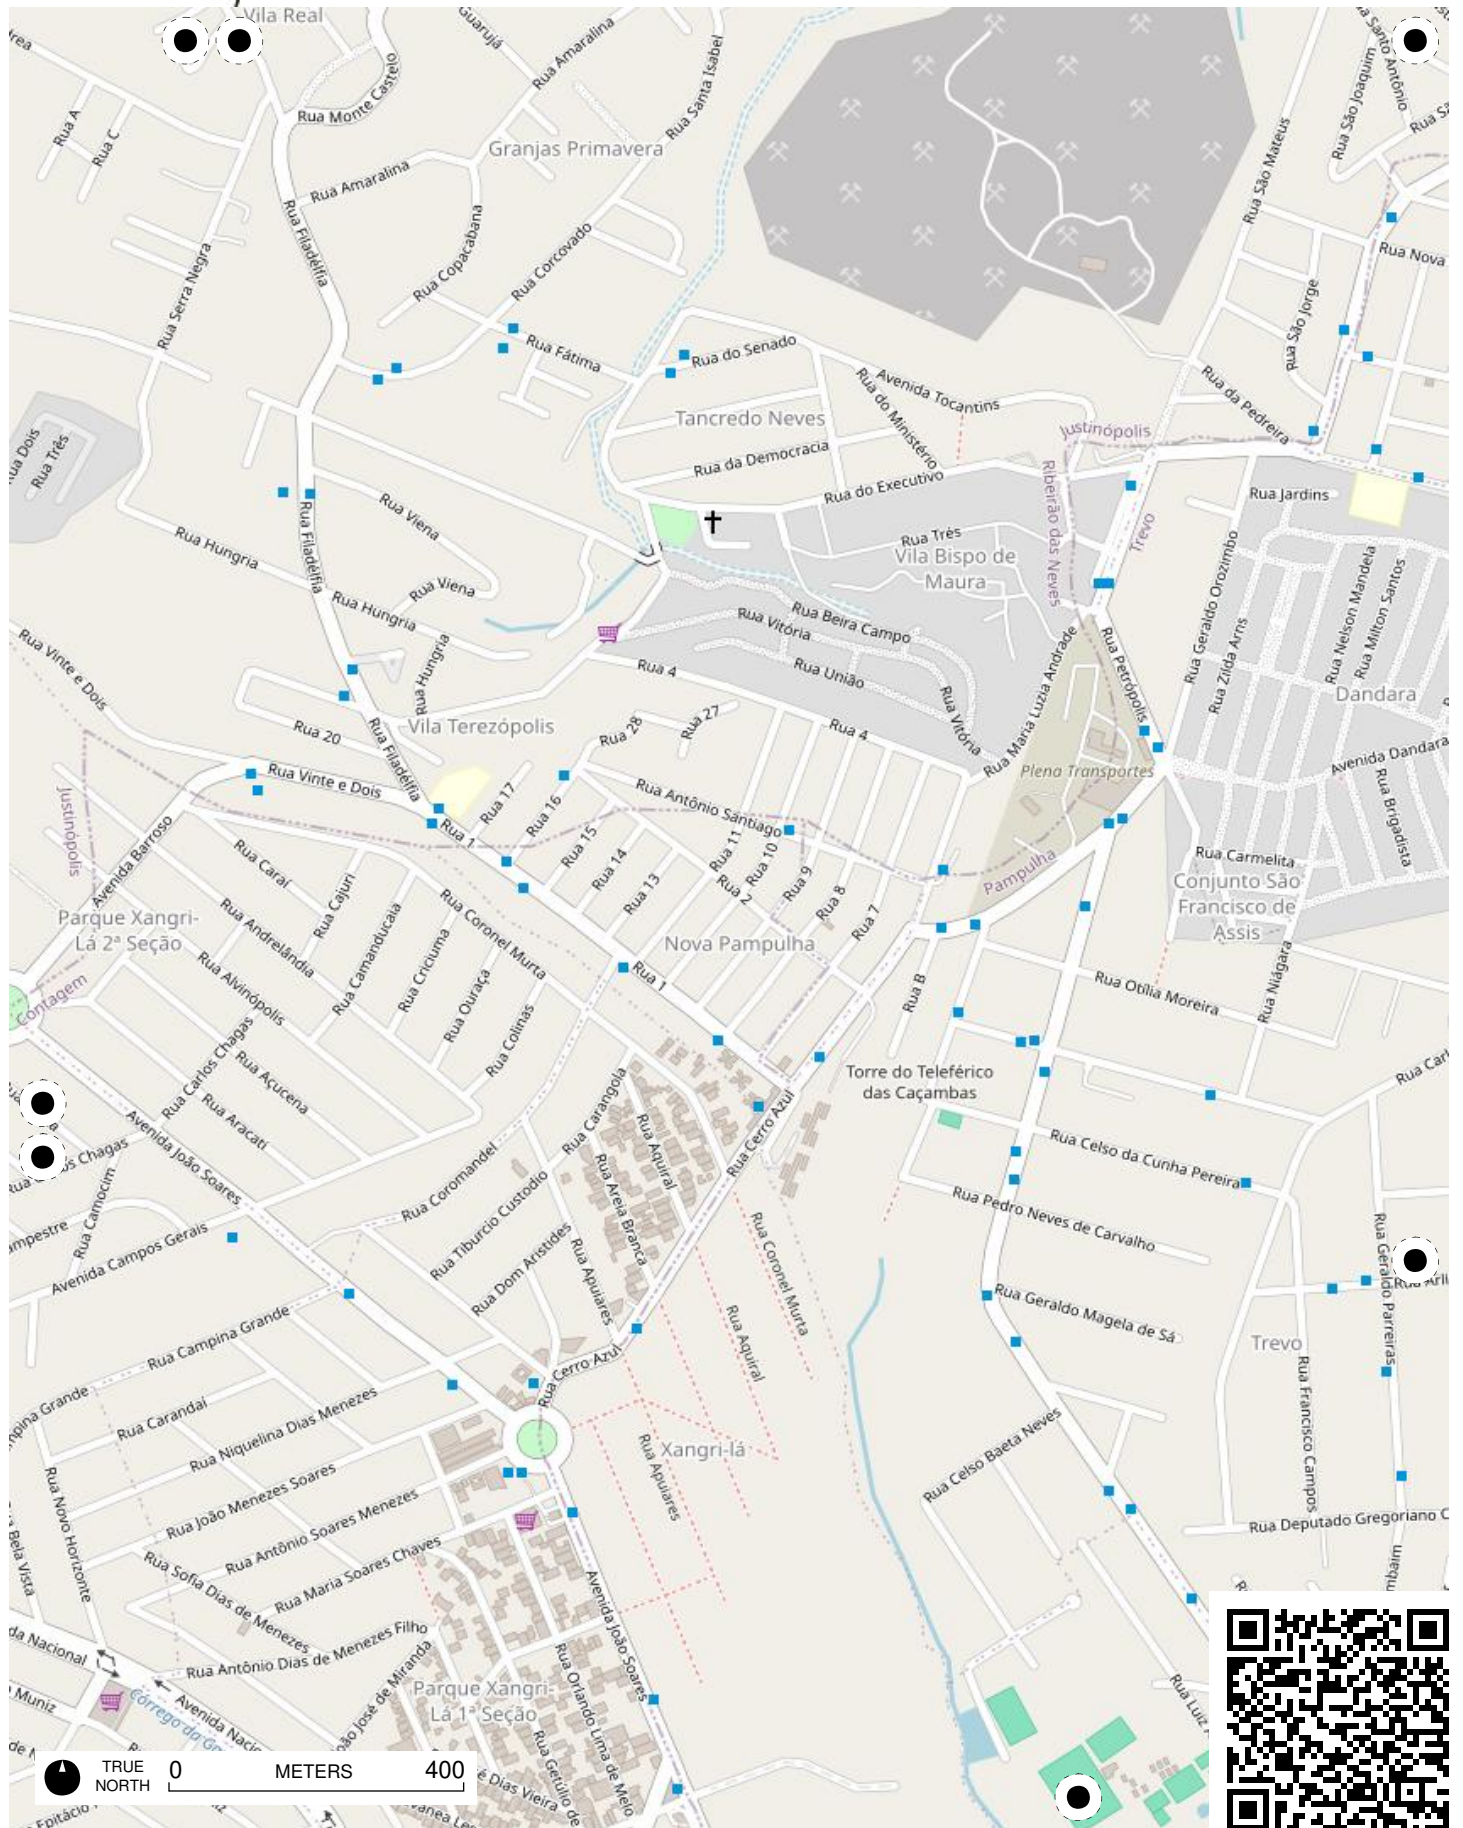 Vila Real
Guarujá
Rua Amaralina
Rua Santa Isabel
Rua Monte Castelo
Rua A
Rua C
Granjas Primavera
Rua Amaralina
Rua São Mateus
Rua São Joaquim
Santo Antônio
Rua Filadélfia
Rua Copacabana
Rua Corcovado
Rua Serra Negra
Rua Nova
Rua São Jorge
Rua Fátima
Rua do Senado
Avenida Tocantins
Rua da Pedreira
Rua do Ministério
Tancredo Neves
Justinópolis
Rua Dois
Rua Três
Rua da Democracia
Rua do Executivo
Rua Jardins
Rua Viena
Rua Filadélfia
Rua Hungria
Rua Três
Vila Bispo de
Maura
Ribeirão das Neves
Trevo
Rua Viena
Rua Hungria
Rua Hungria
Rua Beira Campo
Rua Vitória
Rua União
Rua Vitória
Rua Geraldo Orozimbo
Rua Zilda Arns
Rua Nelson Mandela
Rua Milton Santos
Rua Vinte e Dois
Rua 4
Rua Maria Luzia Andrade
Rua Petrópolis
Dandara
Rua 20
Vila Terezópolis
Rua Filadélfia
Rua 28
Rua 27
Rua 4
Plena Transportes
Avenida Dandara
Rua Brigadista
Rua Vinte e Dois
Rua Antônio Santiago
Rua 17
Rua 16
Rua 1
Justinópolis
Avenida Barroso
Rua Caraí
Rua Cajuri
Rua 15
Rua 14
Rua 13
Rua 11
Rua 10
Rua 9
Rua 8
Rua 7
Rua 2
Pampulha
Rua Carmelita
Conjunto São
Francisco de
Assis
Parque Xangri-
Lá 2ª Seção
Rua Andrelândia
Rua Camanducaia
Rua Criciuma
Rua Coronel Murta
Nova Pampulha
Contagem
Rua Alvinópolis
Rua Ouraça
Rua Colinas
Rua 1
Rua B
Rua Otília Moreira
Rua Niágara
Rua Carlos Chagas
Rua Açucena
Rua Aracati
Torre do Teleférico
das Caçambas
Rua Carangola
Rua Aquiral
Rua Cerro Azul
Rua Celso da Cunha Pereira
Avenida João Soares
Rua Camocim
Rua Coromandel
Rua Tiburcio Custodio
Rua Areia Branca
Rua Pedro Neves de Carvalho
Avenida Campos Gerais
Rua Dom Aristides
Rua Apuiares
Rua Coronel Murta
Rua Geraldo Parreiras
Rua Campina Grande
Rua Aquiral
Rua Geraldo Magela de Sá
Trevo
Rua Cerro Azul
Rua Carandaí
Rua Niquelina Dias Menezes
Rua Francisco Campos
Rua João Menezes Soares
Rua Apuiares
Xangri-lá
Rua Celso Baeta Neves
Rua Novo Horizonte
Rua Antônio Soares Menezes
Rua Deputado Gregoriano
Bela Vista
Rua Sofia Dias de Menezes
Rua Maria Soares Chaves
Avenida João Soares
Rua Antônio Dias de Menezes Filho
Parque Xangri-
Lá 1ª Seção
Rua Orlando Lima de Melo
Rua Getúlio de
Rua Luiz
Muniz
TRUE
NORTH
0 METERS 400
Dias Vieira